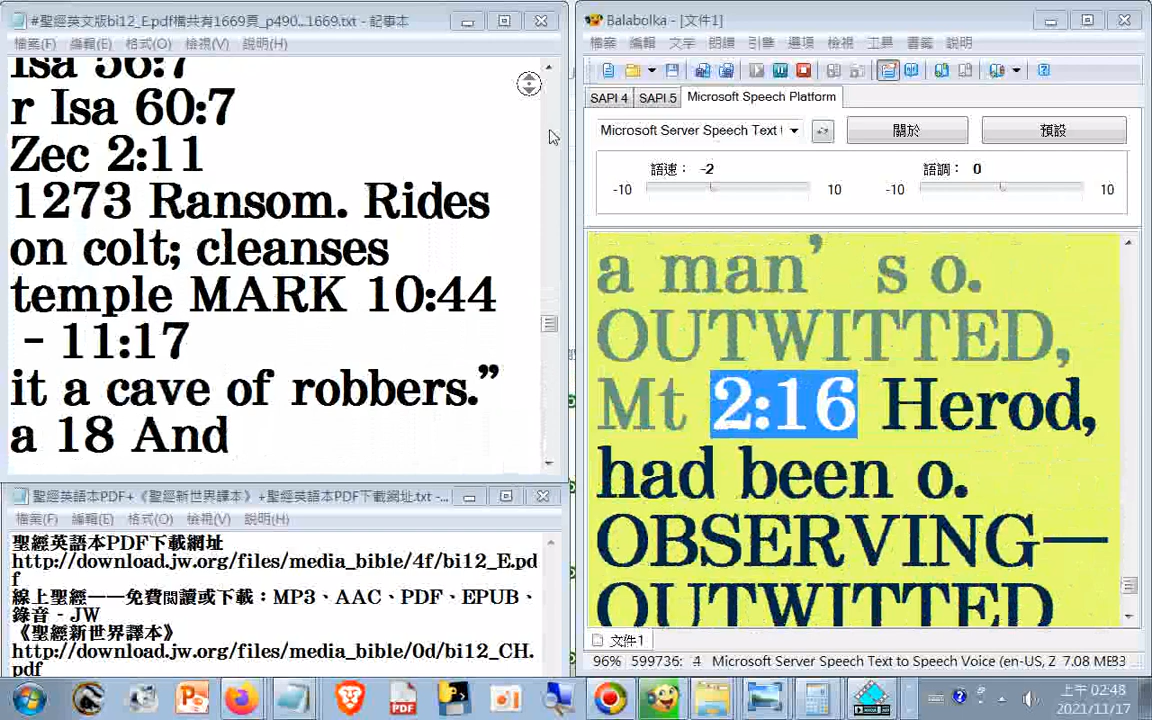 #聖經英文版bi12_E.pdf檔共有1669頁_p490...1669.txt - 記事本
檔案(F) 編輯(E) 格式(O) 檢視(V) 說明(H)
Isa 56:7
r Isa 60:7
Zec 2:11
1273 Ransom. Rides
on colt; cleanses
temple MARK 10:44
- 11:17
it a cave of robbers.”
a 18 And
聖經英語本PDF+《聖經新世界譯本》+聖經英語本PDF下載網址.txt - ...
檔案(F) 編輯(E) 格式(O) 檢視(V) 說明(H)
聖經英語本PDF下載網址
http://download.jw.org/files/media_bible/4f/bi12_E.pd
f
線上聖經——免費閱讀或下載：MP3、AAC、PDF、EPUB、
錄音 - JW
《聖經新世界譯本》
http://download.jw.org/files/media_bible/0d/bi12_CH.
pdf
Balabolka - [文件1]
檔案 編輯 文字 朗讀 引擎 選項 檢視 工具 書籤 說明
SAPI 4 SAPI 5 Microsoft Speech Platform
Microsoft Server Speech Text 關於 預設
語速： -2 語調： 0
-10 10 -10 10
a man’ s o.
OUTWITTED,
Mt 2:16 Herod,
had been o.
OBSERVING—
OUTWITTED
文件1
96% 599736: 4 Microsoft Server Speech Text to Speech Voice (en-US, Z 7.08 MB
上午 02:48
2021/11/17